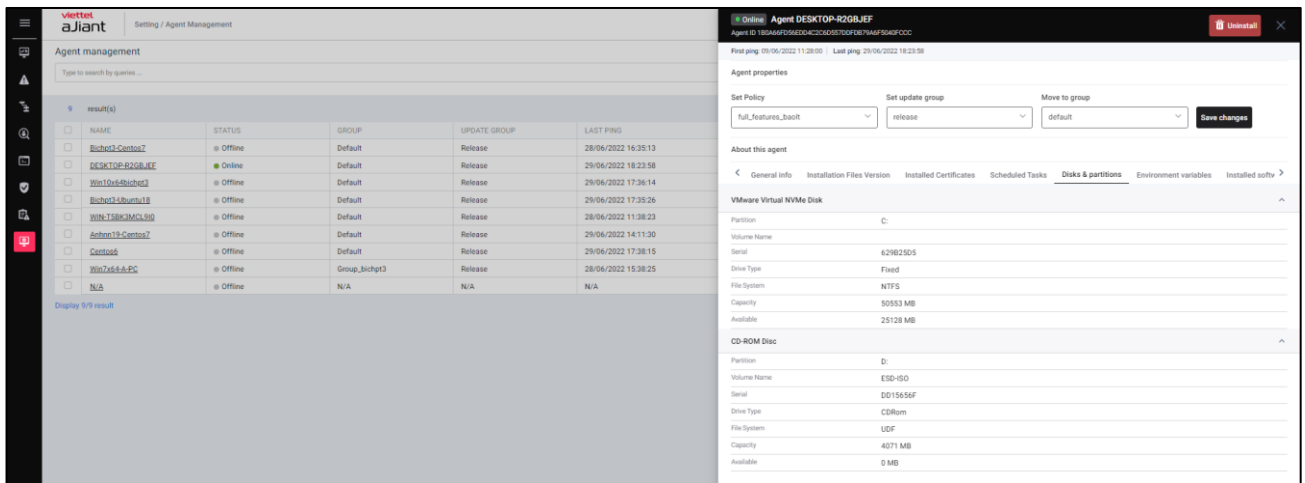 viettel
aJiant
Setting / Agent Management
Agent management
Type to search by queries ...
9 result(s)
NAME STATUS GROUP UPDATE GROUP LAST PING
Bichpt3-Centos7 Offline Default Release 28/06/2022 16:35:13
DESKTOP-R2GBJEF Online Default Release 29/06/2022 18:23:58
Win10x64bichpt3 Offline Default Release 29/06/2022 17:36:14
Bichpt3-Ubuntu18 Offline Default Release 29/06/2022 17:35:26
WIN-T5BK3MCL9I0 Offline Default Release 28/06/2022 11:38:23
Anhnn19-Centos7 Offline Default Release 29/06/2022 14:11:30
Centos6 Offline Default Release 29/06/2022 17:38:15
Win7x64-A-PC Offline Group_bichpt3 Release 28/06/2022 15:38:25
N/A Offline N/A N/A N/A
Display 9/9 result
Online Agent DESKTOP-R2GBJEF
Agent ID 1B0A66FD56EDD4C2C6D557DDFDB79A6F5040FCCC
Uninstall
First ping: 09/06/2022 11:28:00 | Last ping: 29/06/2022 18:23:58
Agent properties
Set Policy Set update group Move to group
full_features_baolt release default Save changes
About this agent
General info Installation Files Version Installed Certificates Scheduled Tasks Disks & partitions Environment variables Installed softv
VMware Virtual NVMe Disk
Partition C:
Volume Name
Serial 629B25D5
Drive Type Fixed
File System NTFS
Capacity 50553 MB
Available 25128 MB
CD-ROM Disc
Partition D:
Volume Name ESD-ISO
Serial DD15656F
Drive Type CDRom
File System UDF
Capacity 4071 MB
Available 0 MB